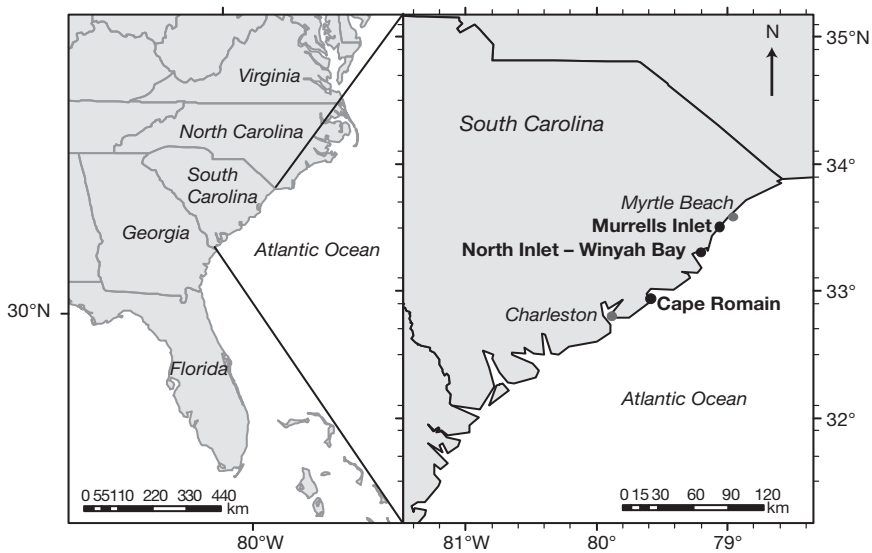 Virginia
North Carolina
South
Carolina
Georgia
Atlantic Ocean
30°N
Florida
0 55 110 220 330 440
km
80°W
N
35°N
South Carolina
34°
Myrtle Beach
Murrells Inlet
North Inlet – Winyah Bay
33°
Cape Romain
Charleston
Atlantic Ocean
32°
0 15 30 60 90 120
km
81°W
80°
79°